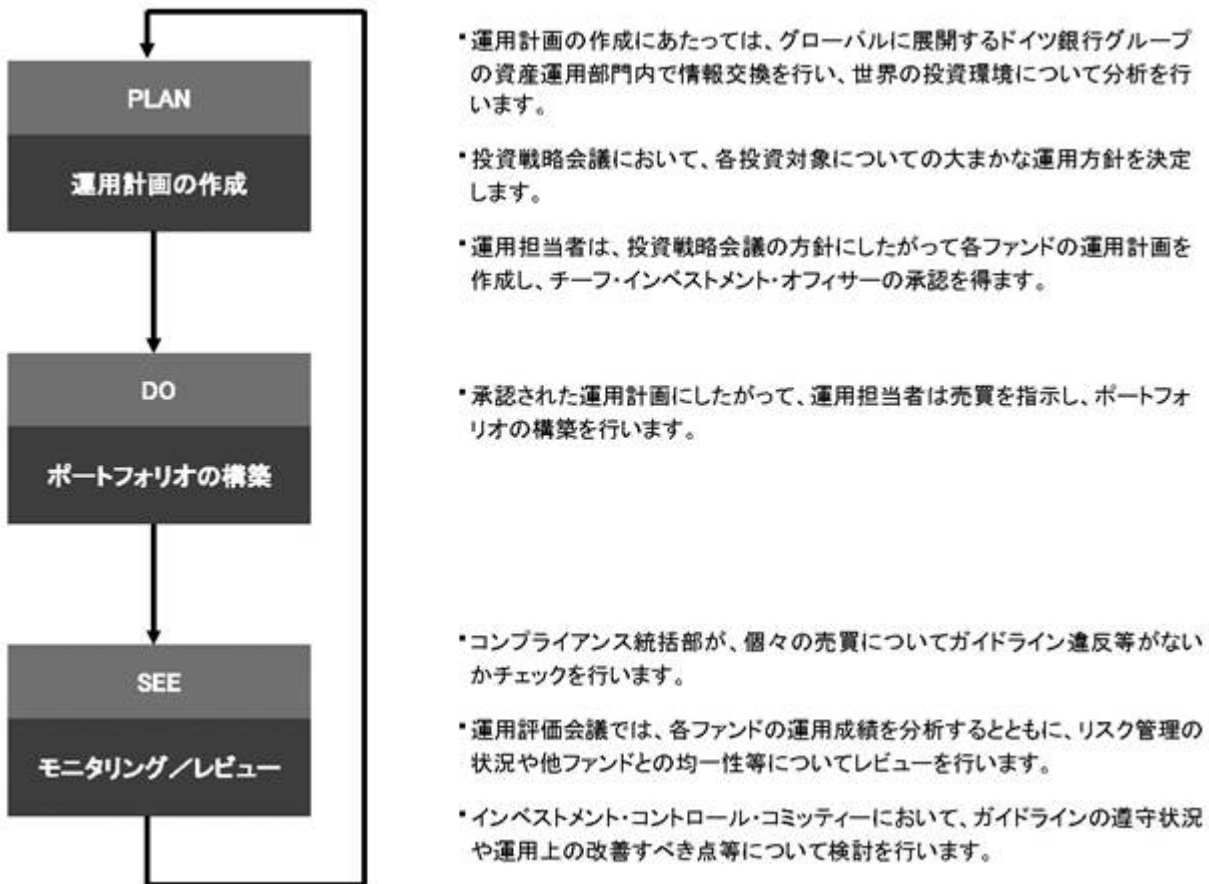 PLAN
運用計画の作成
▪運用計画の作成にあたっては、グローバルに展開するドイツ銀行グループ
の資産運用部門内で情報交換を行い、世界の投資環境について分析を行
います。
▪投資戦略会議において、各投資対象についての大まかな運用方針を決定
します。
▪運用担当者は、投資戦略会議の方針にしたがって各ファンドの運用計画を
作成し、チーフ・インベストメント・オフィサーの承認を得ます。
DO
ポートフォリオの構築
▪承認された運用計画にしたがって、運用担当者は売買を指示し、ポートフォ
リオの構築を行います。
SEE
モニタリング／レビュー
▪コンプライアンス統括部が、個々の売買についてガイドライン違反等がない
かチェックを行います。
▪運用評価会議では、各ファンドの運用成績を分析するとともに、リスク管理の
状況や他ファンドとの均一性等についてレビューを行います。
▪インベストメント・コントロール・コミッティーにおいて、ガイドラインの遵守状況
や運用上の改善すべき点等について検討を行います。